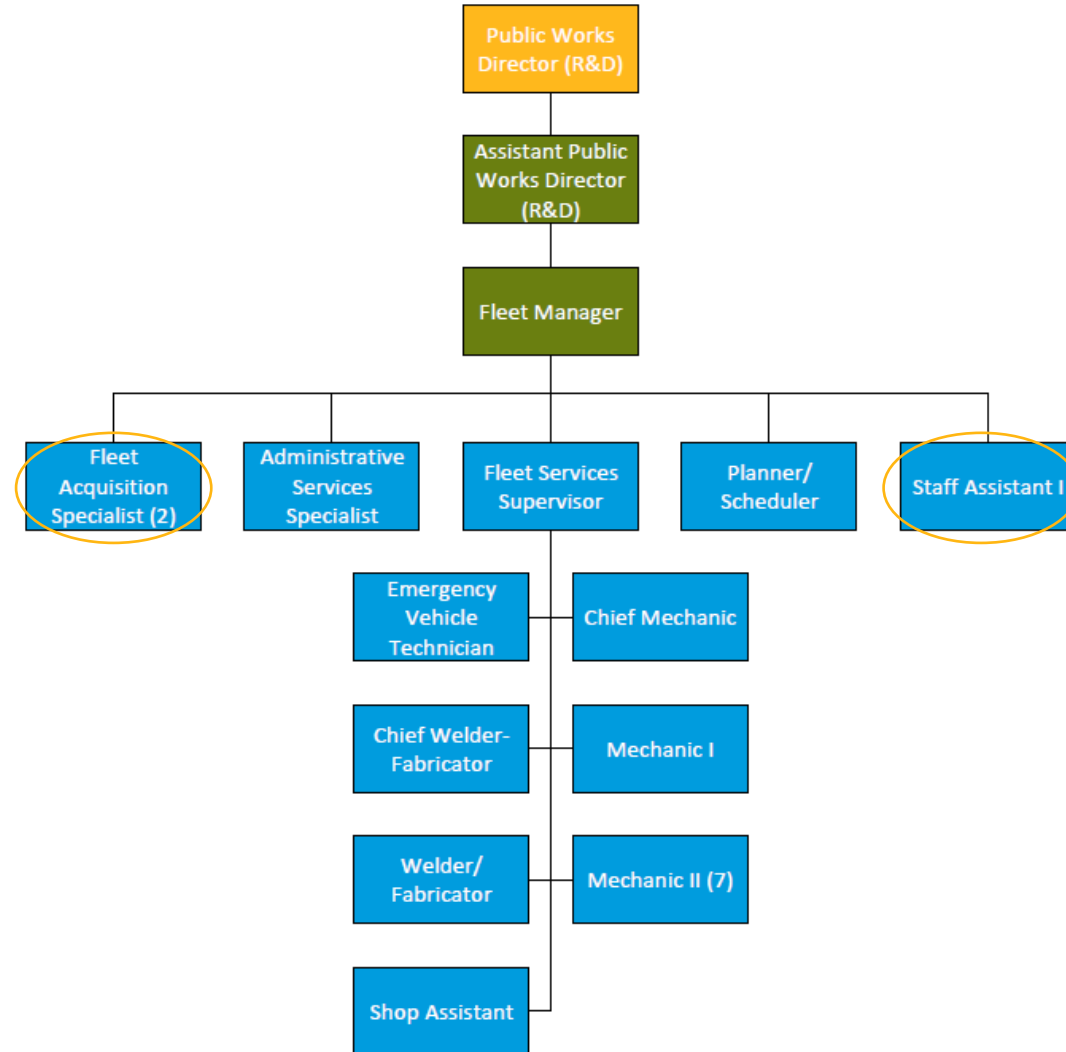 Public Works
Director (R&D)
Assistant Public
Works Director
(R&D)
Fleet Manager
Fleet
Acquisition
Specialist (2)
Administrative
Services
Specialist
Fleet Services
Supervisor
Planner/
Scheduler
Staff Assistant I
Emergency
Vehicle
Technician
Chief Mechanic
Chief Welder-
Fabricator
Mechanic I
Welder/
Fabricator
Mechanic II (7)
Shop Assistant